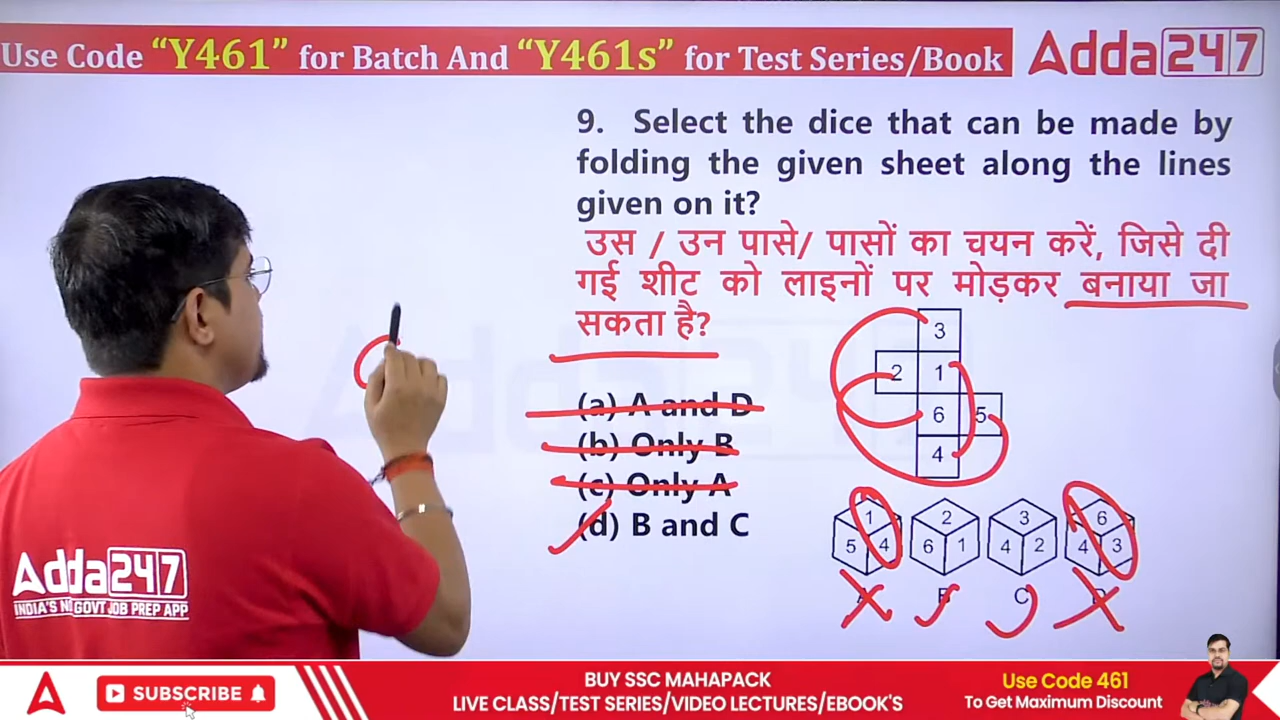 Use Code “Y461” for Batch And “Y461s” for Test Series/Book
Adda247
9. Select the dice that can be made by
folding the given sheet along the lines
given on it?
उस / उन पासे/ पासों का चयन करें, जिसे दी
गई शीट को लाइनों पर मोड़कर बनाया जा
सकता है?
3
2 1
6 5
4
(a) A and D
(b) Only B
(c) Only A
(d) B and C
1
5 4
2
6 1
3
4 2
6
4 3
C
Adda247
INDIA'S NO GOVT JOB PREP APP
SUBSCRIBE
BUY SSC MAHAPACK
LIVE CLASS/TEST SERIES/VIDEO LECTURES/EBOOK'S
Use Code 461
To Get Maximum Discount